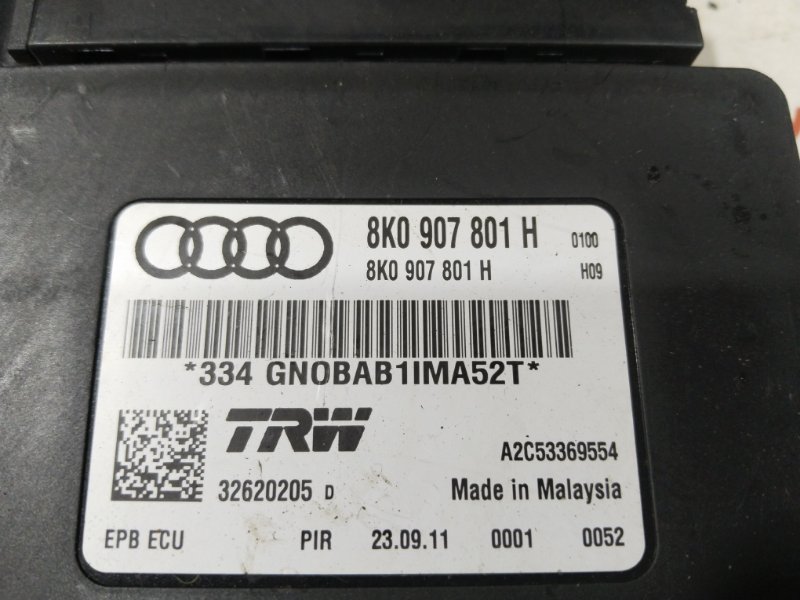 8K0 907 801 H 0100
8K0 907 801 H H09
*334 GN0BAB1IMA52T*
TRW
A2C53369554
32620205 D Made in Malaysia
EPB ECU PIR 23.09.11 0001 0052